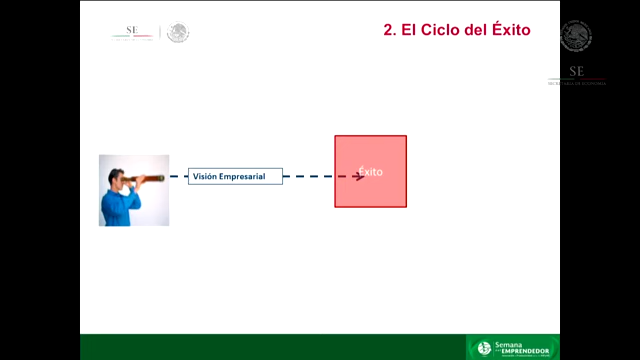 SE
2. El Ciclo del Éxito
SE
SECRETARÍA DE ECONOMÍA
Visión Empresarial
Éxito
Semana
EMPRENDEDOR